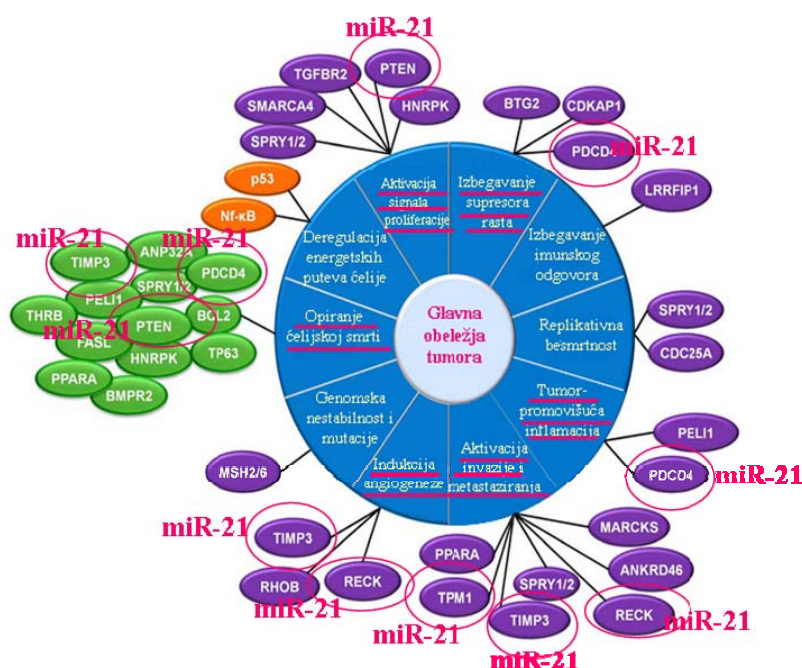 miR-21
TGFBR2
PTEN
SMARCA4
HNRPK
SPRY1/2
BTG2
CDKAP1
PDCD4
miR-21
LRRFIP1
p53
Nf-κB
Aktivacija
signala
proliferacije
Izbegavanje
supresora
rasta
Deregulacija
energetskih
puteva ćelije
Izbegavanje
imunskog
odgovora
miR-21
miR-21
TIMP3
ANP32A
PDCD4
PELI1
SPRY1/2
THRB
miR-21
PTEN
BCL2
FASL
HNRPK
TP63
PPARA
BMPR2
Opiranje
ćelijskoj smrti
Glavna
obeležja
tumora
Replikativna
besmrtnost
SPRY1/2
CDC25A
Genomska
nestabilnost i
mutacije
Tumor-
promovišuća
inflamacija
PELI1
PDCO4
miR-21
MSH2/6
Indukcija
angiogeneze
Aktivacija
invazije i
metastaziranja
miR-21
TIMP3
RHOB
RECK
miR-21
PPARA
TPM1
miR-21
SPRY1/2
TIMP3
miR-21
MARCKS
ANKRD46
RECK
miR-21